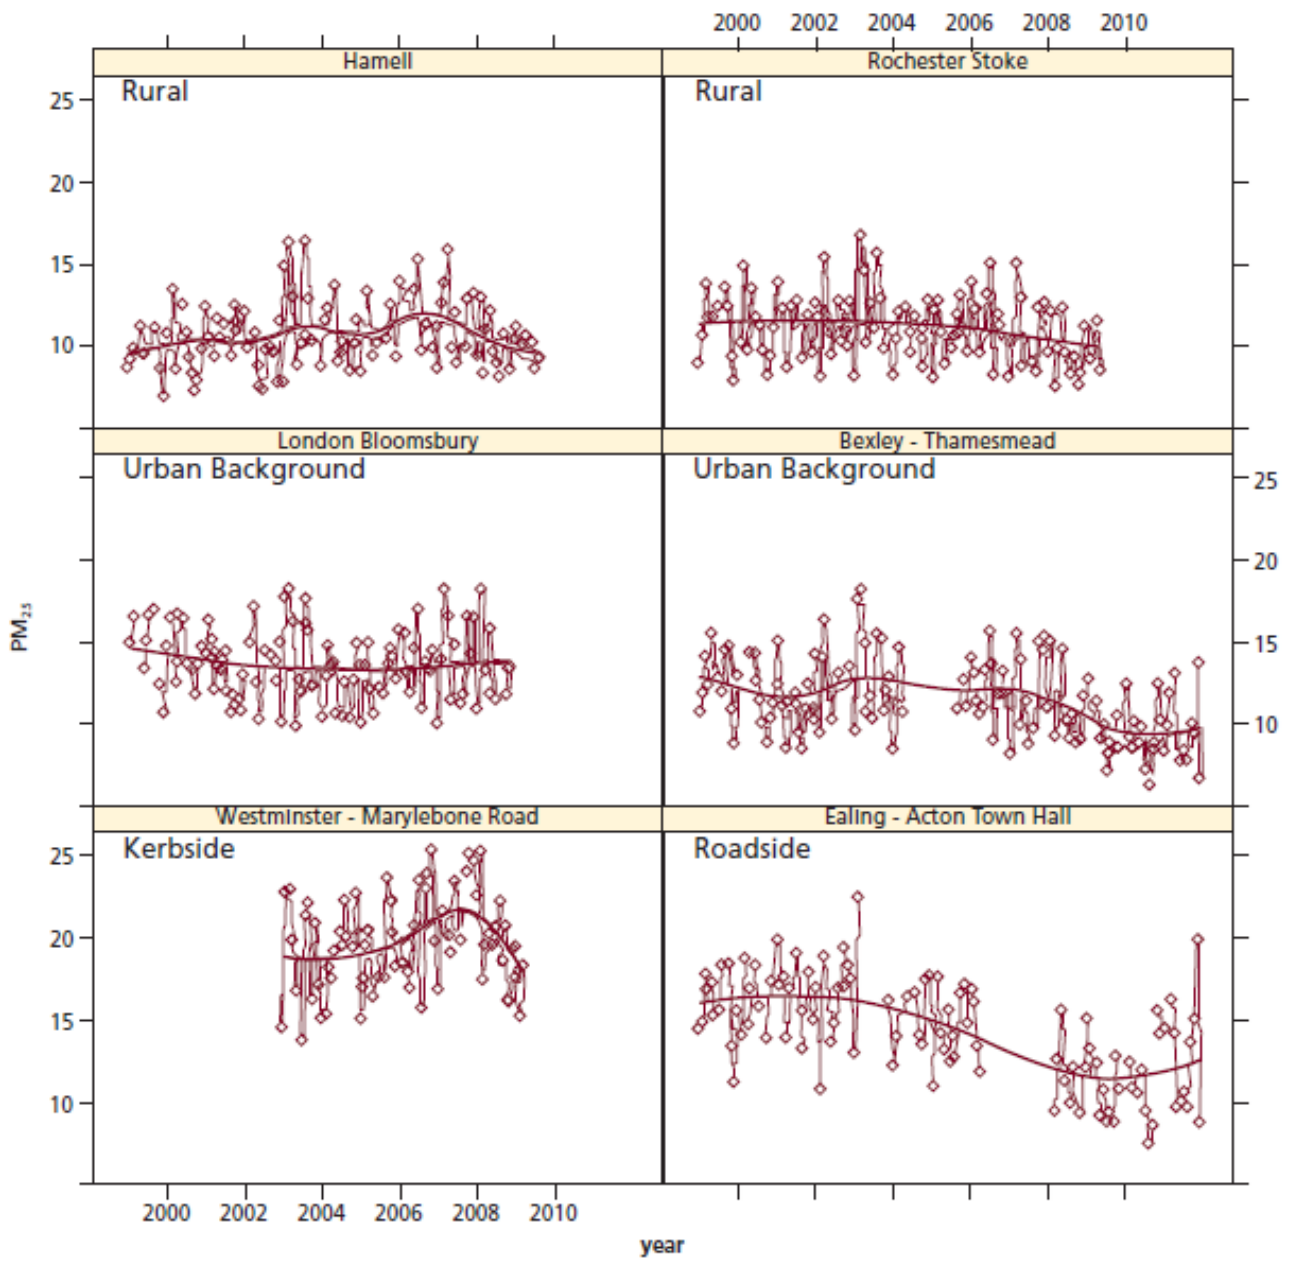 2000 2002 2004 2006 2008 2010
Hamell Rochester Stoke
Rural Rural
25
20
15
10
London Bloomsbury Bexley - Thamesmead
Urban Background Urban Background
25
20
15
10
PM2.5
Westminster - Marylebone Road Ealing - Acton Town Hall
Kerbside Roadside
25
20
15
10
2000 2002 2004 2006 2008 2010
year